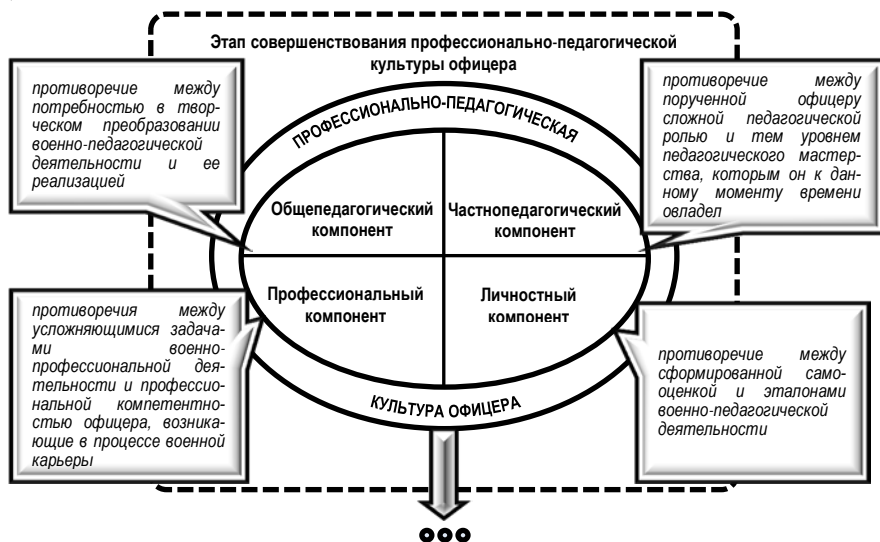 Этап совершенствования профессионально-педагогической
культуры офицера
противоречие между
потребностью в твор-
ческом преобразовании
военно-педагогической
деятельности и ее
реализацией
противоречие между
порученной офицеру
сложной педагогической
ролью и тем уровнем
педагогического мастер-
ства, которым он к дан-
ному моменту времени
овладел
ПРОФЕССИОНАЛЬНО-ПЕДАГОГИЧЕСКАЯ
Общепедагогический
компонент
Частнопедагогический
компонент
Профессиональный
компонент
Личностный
компонент
КУЛЬТУРА ОФИЦЕРА
противоречия между
усложняющимися задача-
ми военно-
профессиональной дея-
тельности и профессио-
нальной компетентно-
стью офицера, возникаю-
щие в процессе военной
карьеры
противоречие между
сформированной само-
оценкой и эталонами
военно-педагогической
деятельности